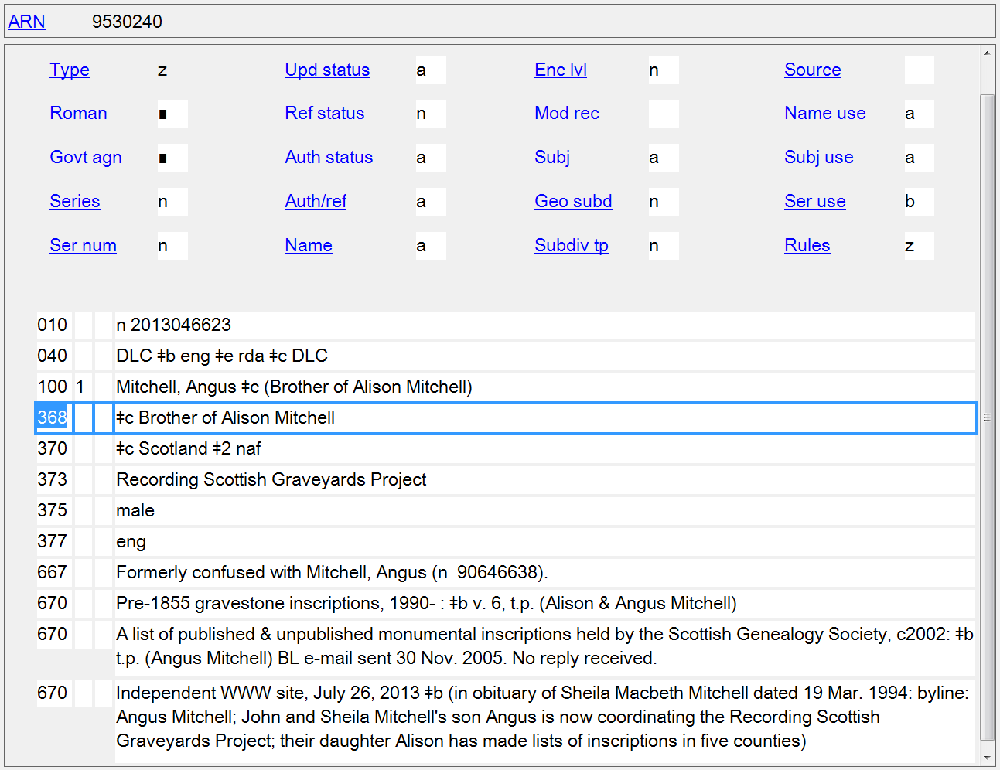 ARN 9530240
Type z Upd status a Enc lvl n Source
Roman ■ Ref status n Mod rec Name use a
Govt agn ■ Auth status a Subj a Subj use a
Series n Auth/ref a Geo subd n Ser use b
Ser num n Name a Subdiv tp n Rules z
010 n 2013046623
040 DLC ‡b eng ‡e rda ‡c DLC
100 1 Mitchell, Angus ‡c (Brother of Alison Mitchell)
368 ‡c Brother of Alison Mitchell
370 ‡c Scotland ‡2 naf
373 Recording Scottish Graveyards Project
375 male
377 eng
667 Formerly confused with Mitchell, Angus (n  90646638).
670 Pre-1855 gravestone inscriptions, 1990- : ‡b v. 6, t.p. (Alison & Angus Mitchell)
670 A list of published & unpublished monumental inscriptions held by the Scottish Genealogy Society, c2002: ‡b
t.p. (Angus Mitchell) BL e-mail sent 30 Nov. 2005. No reply received.
670 Independent WWW site, July 26, 2013 ‡b (in obituary of Sheila Macbeth Mitchell dated 19 Mar. 1994: byline:
Angus Mitchell; John and Sheila Mitchell's son Angus is now coordinating the Recording Scottish
Graveyards Project; their daughter Alison has made lists of inscriptions in five counties)